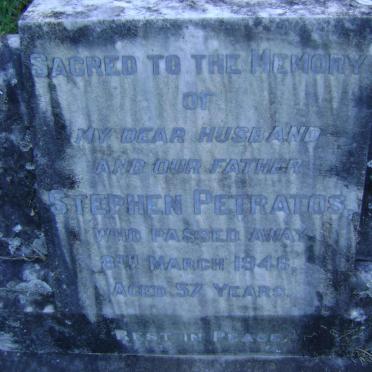 SACRED TO THE MEMORY
OF
MY DEAR HUSBAND
AND OUR FATHER
STEPHEN PETRATOS,
WHO PASSED AWAY
8TH MARCH 1946,
AGED 57 YEARS.
REST IN PEACE.